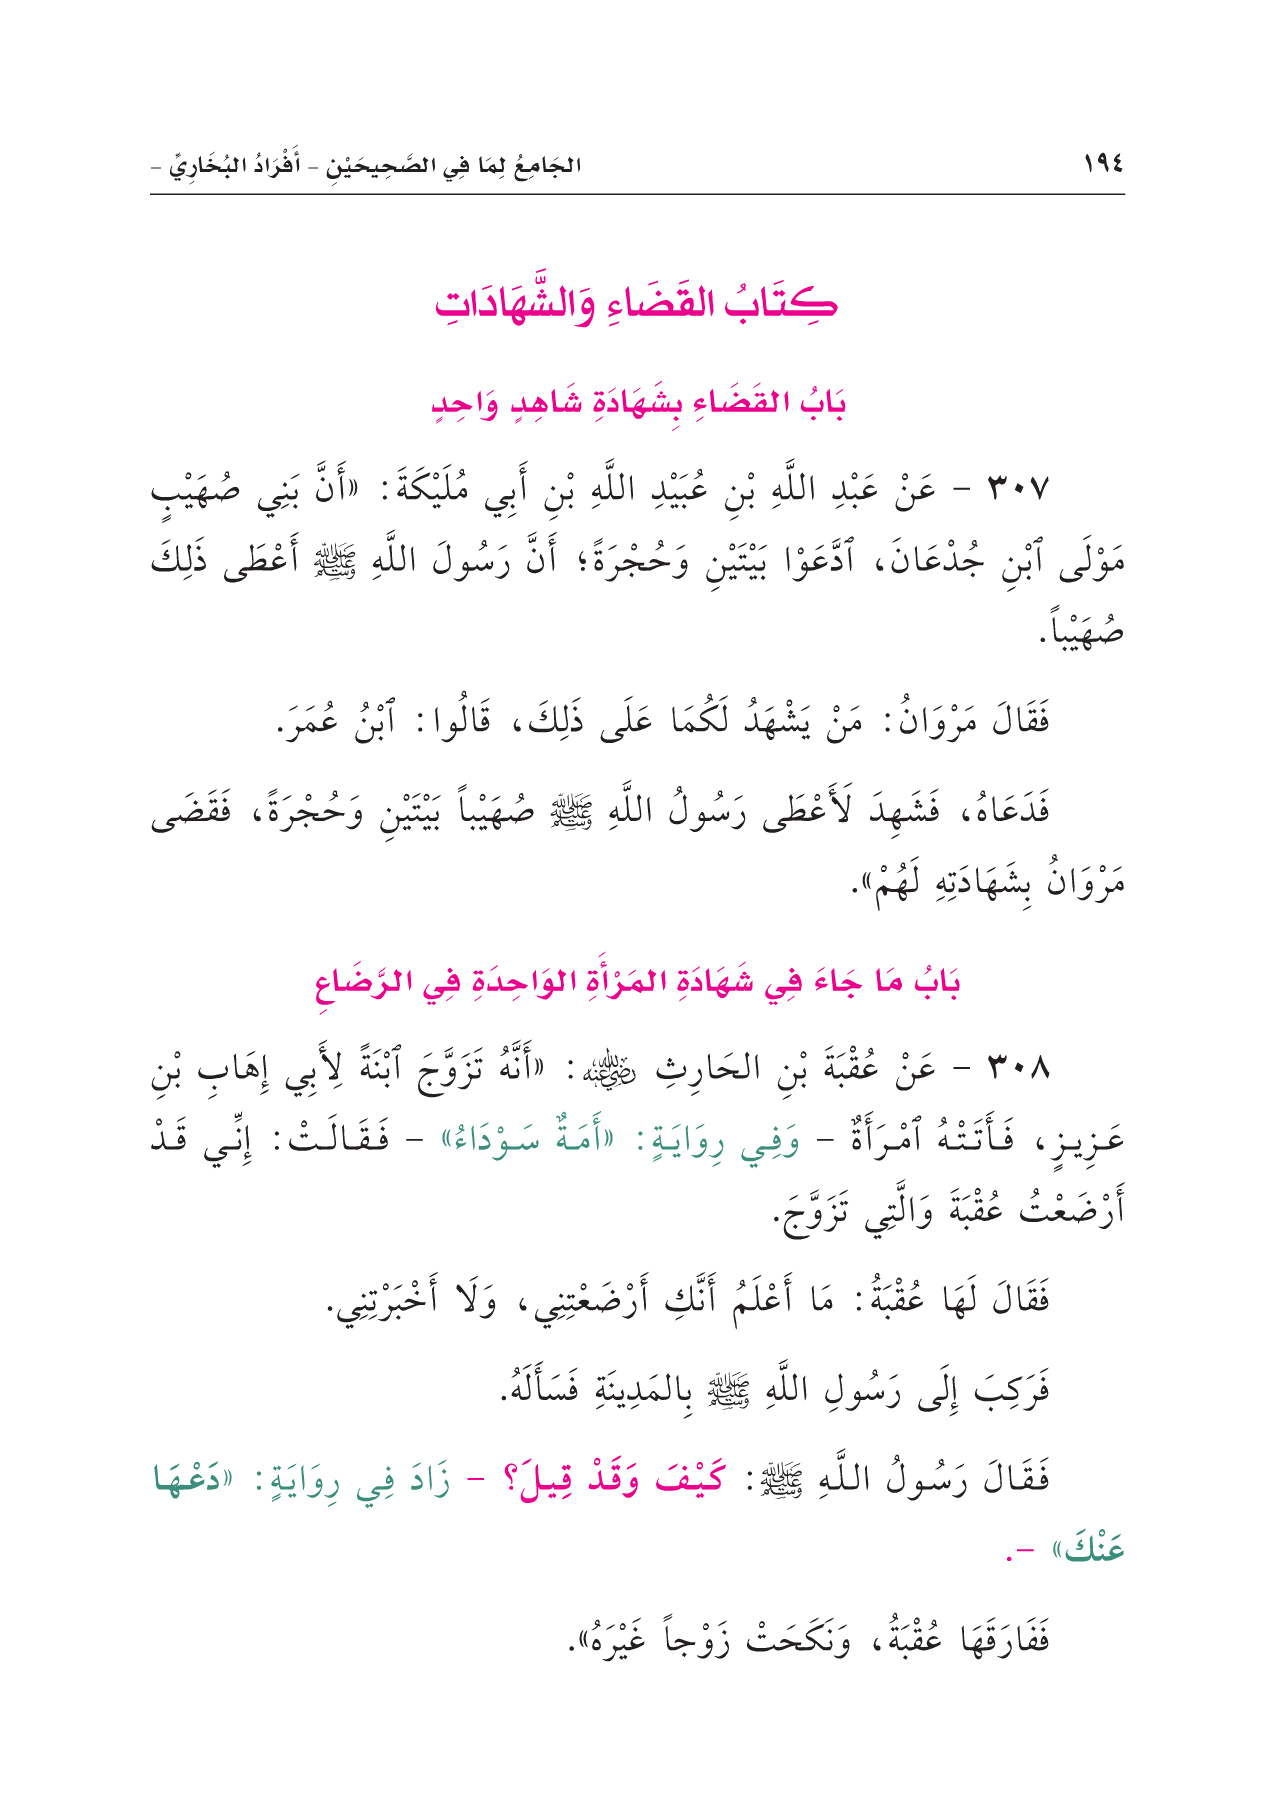 ١٩٤ الجَامِعُ لِمَا فِي الصَّحِيحَيْنِ - أَفْرَادُ البُخَارِيِّ -
كِتَابُ القَضَاءِ وَالشَّهَادَاتِ
بَابُ القَضَاءِ بِشَهَادَةِ شَاهِدٍ وَاحِدٍ
٣٠٧ - عَنْ عَبْدِ اللَّهِ بْنِ عُبَيْدِ اللَّهِ بْنِ أَبِي مُلَيْكَةَ: «أَنَّ بَنِي صُهَيْبٍ
مَوْلَى ٱبْنِ جُدْعَانَ، ٱدَّعَوْا بَيْتَيْنِ وَحُجْرَةً؛ أَنَّ رَسُولَ اللَّهِ ﷺ أَعْطَى ذَلِكَ
صُهَيْباً.
فَقَالَ مَرْوَانُ: مَنْ يَشْهَدُ لَكُمَا عَلَى ذَلِكَ، قَالُوا: ٱبْنُ عُمَرَ.
فَدَعَاهُ، فَشَهِدَ لَأَعْطَى رَسُولُ اللَّهِ ﷺ صُهَيْباً بَيْتَيْنِ وَحُجْرَةً، فَقَضَى
مَرْوَانُ بِشَهَادَتِهِ لَهُمْ».
بَابُ مَا جَاءَ فِي شَهَادَةِ المَرْأَةِ الوَاحِدَةِ فِي الرَّضَاعِ
٣٠٨ - عَنْ عُقْبَةَ بْنِ الحَارِثِ رضي الله عنه: «أَنَّهُ تَزَوَّجَ ٱبْنَةً لِأَبِي إِهَابِ بْنِ
عَزِيزٍ، فَأَتَتْهُ ٱمْرَأَةٌ - وَفِي رِوَايَةٍ: «أَمَةٌ سَوْدَاءُ» - فَقَالَتْ: إِنِّي قَدْ
أَرْضَعْتُ عُقْبَةَ وَالَّتِي تَزَوَّجَ.
فَقَالَ لَهَا عُقْبَةُ: مَا أَعْلَمُ أَنَّكِ أَرْضَعْتِنِي، وَلَا أَخْبَرْتِنِي.
فَرَكِبَ إِلَى رَسُولِ اللَّهِ ﷺ بِالمَدِينَةِ فَسَأَلَهُ.
فَقَالَ رَسُولُ اللَّهِ ﷺ: كَيْفَ وَقَدْ قِيلَ؟ - زَادَ فِي رِوَايَةٍ: «دَعْهَا
عَنْكَ» -.
فَفَارَقَهَا عُقْبَةُ، وَنَكَحَتْ زَوْجاً غَيْرَهُ».